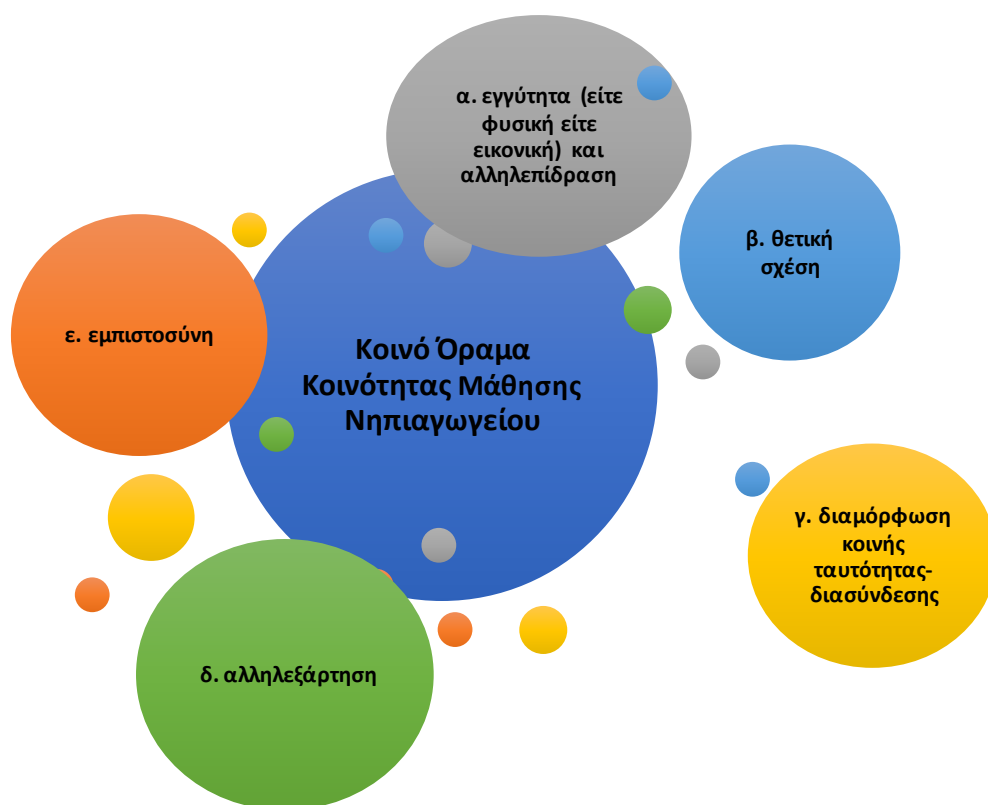 α. εγγύτητα (είτε
φυσική είτε
εικονική) και
αλληλεπίδραση
β. θετική
σχέση
ε. εμπιστοσύνη
Κοινό Όραμα
Κοινότητας Μάθησης
Νηπιαγωγείου
γ. διαμόρφωση
κοινής
ταυτότητας-
διασύνδεσης
δ. αλληλεξάρτηση